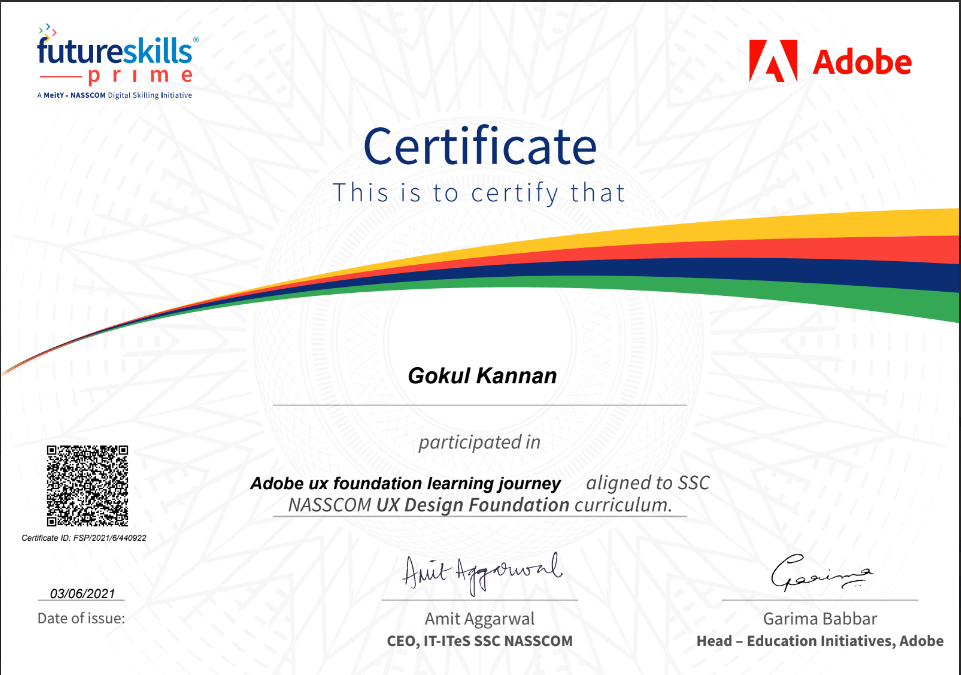 futureskills®
prime
A MeitY - NASSCOM Digital Skilling Initiative
Adobe
Certificate
This is to certify that
Gokul Kannan
participated in
Adobe ux foundation learning journey aligned to SSC
NASSCOM UX Design Foundation curriculum.
Certificate ID: FSP/2021/6/440922
03/06/2021
Date of issue:
Amit Aggarwal
Amit Aggarwal
CEO, IT-ITeS SSC NASSCOM
Garima
Garima Babbar
Head – Education Initiatives, Adobe